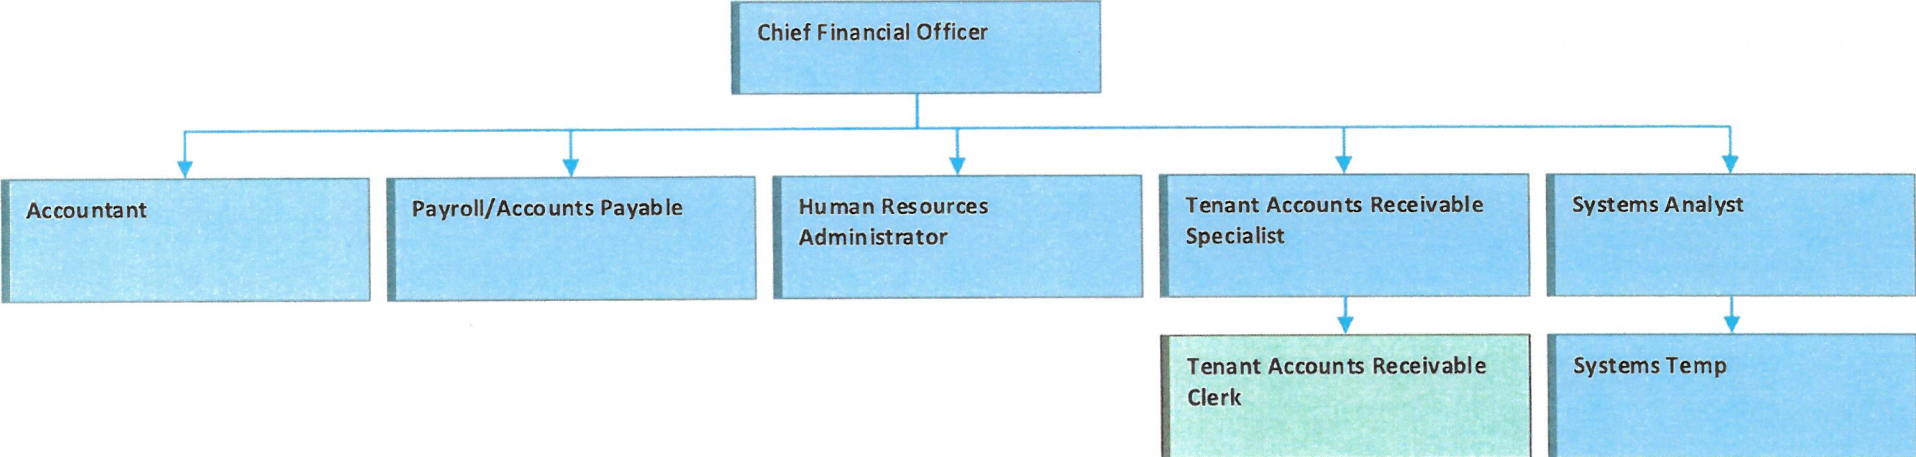 Chief Financial Officer
Accountant
Payroll/Accounts Payable
Human Resources
Administrator
Tenant Accounts Receivable
Specialist
Systems Analyst
Tenant Accounts Receivable
Clerk
Systems Temp